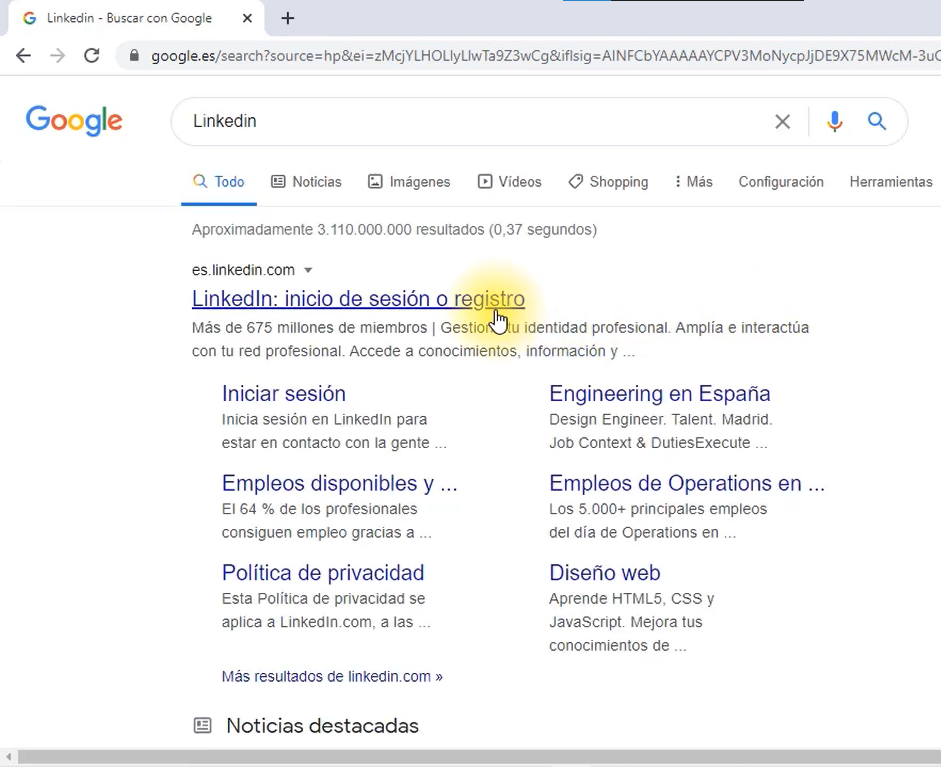 Linkedin - Buscar con Google
google.es/search?source=hp&ei=zMcjYLHOLIyLlwTa9Z3wCg&iflsig=AINFCbYAAAAAYCPV3MoNycpJjDE9X75MWcM-3uC
Google
Linkedin
Todo Noticias Imágenes Vídeos Shopping Más Configuración Herramientas
Aproximadamente 3.110.000.000 resultados (0,37 segundos)
es.linkedin.com
LinkedIn: inicio de sesión o registro
Más de 675 millones de miembros | Gestiona tu identidad profesional. Amplía e interactúa
con tu red profesional. Accede a conocimientos, información y ...
Iniciar sesión
Inicia sesión en LinkedIn para
estar en contacto con la gente ...
Engineering en España
Design Engineer. Talent. Madrid.
Job Context & DutiesExecute ...
Empleos disponibles y ...
El 64 % de los profesionales
consiguen empleo gracias a ...
Empleos de Operations en ...
Los 5.000+ principales empleos
del día de Operations en ...
Política de privacidad
Esta Política de privacidad se
aplica a LinkedIn.com, a las ...
Diseño web
Aprende HTML5, CSS y
JavaScript. Mejora tus
conocimientos de ...
Más resultados de linkedin.com »
Noticias destacadas